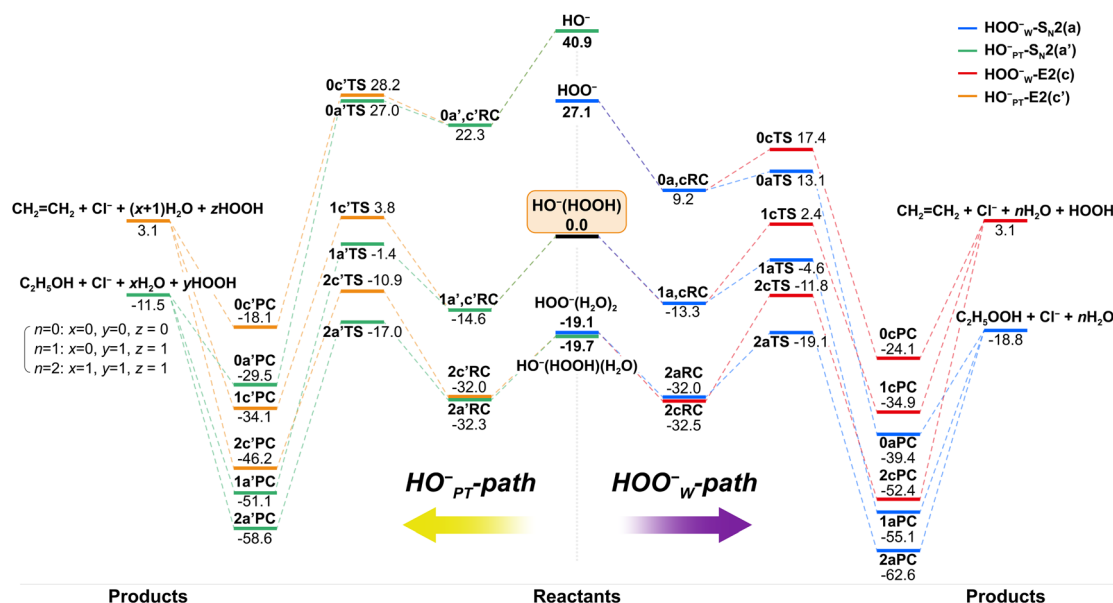 HO⁻
40.9
HOO⁻
27.1
HOO⁻W-SN2(a)
HO⁻PT-SN2(a')
HOO⁻W-E2(c)
HO⁻PT-E2(c')
0c'TS 28.2
0a'TS 27.0
0a',c'RC
22.3
0cTS 17.4
0aTS 13.1
0a,cRC
9.2
CH₂=CH₂ + Cl⁻ + (x+1)H₂O + zHOOH
3.1
1c'TS 3.8
1a'TS -1.4
HO⁻(HOOH)
0.0
1cTS 2.4
1aTS -4.6
CH₂=CH₂ + Cl⁻ + nH₂O + HOOH
3.1
C₂H₅OH + Cl⁻ + xH₂O + yHOOH
-11.5
2c'TS -10.9
2a'TS -17.0
1a',c'RC
-14.6
1a,cRC
-13.3
2cTS -11.8
2aTS -19.1
C₂H₅OOH + Cl⁻ + nH₂O
-18.8
n=0: x=0, y=0, z = 0
n=1: x=0, y=1, z = 1
n=2: x=1, y=1, z = 1
HOO⁻(H₂O)₂
-19.1
-19.7
HO⁻(HOOH)(H₂O)
0c'PC
-18.1
0a'PC
-29.5
1c'PC
-34.1
2c'PC
-46.2
1a'PC
-51.1
2a'PC
-58.6
2c'RC
-32.0
2a'RC
-32.3
2aRC
-32.0
2cRC
-32.5
0cPC
-24.1
1cPC
-34.9
0aPC
-39.4
2cPC
-52.4
1aPC
-55.1
2aPC
-62.6
HO⁻PT-path
HOO⁻W-path
Products
Reactants
Products